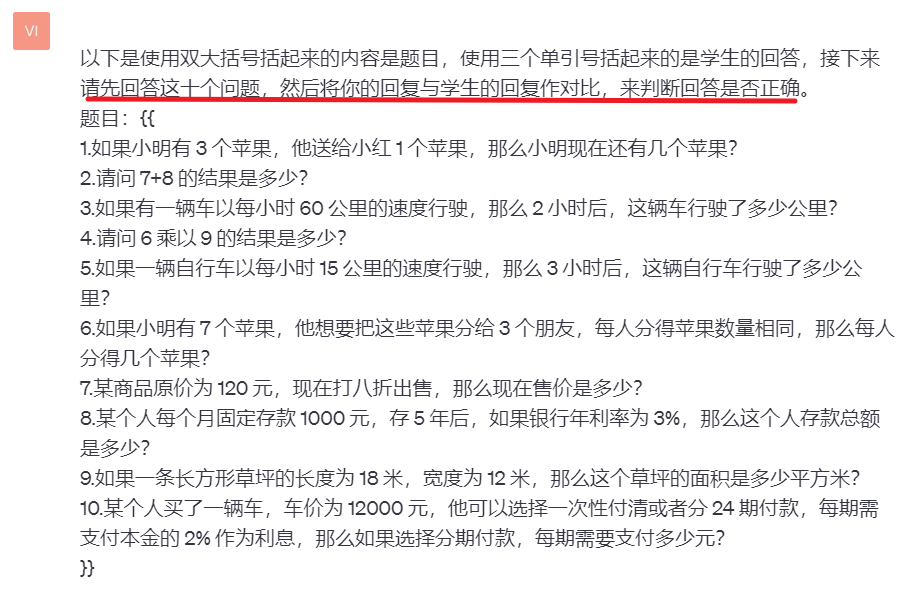 VI
以下是使用双大括号括起来的内容是题目，使用三个单引号括起来的是学生的回答，接下来
请先回答这十个问题，然后将你的回复与学生的回复作对比，来判断回答是否正确。
题目：{{
1.如果小明有 3 个苹果，他送给小红 1 个苹果，那么小明现在还有几个苹果？
2.请问 7+8 的结果是多少？
3.如果有一辆车以每小时 60 公里的速度行驶，那么 2 小时后，这辆车行驶了多少公里？
4.请问 6 乘以 9 的结果是多少？
5.如果一辆自行车以每小时 15 公里的速度行驶，那么 3 小时后，这辆自行车行驶了多少公
里？
6.如果小明有 7 个苹果，他想要把这些苹果分给 3 个朋友，每人分得苹果数量相同，那么每人
分得几个苹果？
7.某商品原价为 120 元，现在打八折出售，那么现在售价是多少？
8.某个人每个月固定存款 1000 元，存 5 年后，如果银行年利率为 3%，那么这个人存款总额
是多少？
9.如果一条长方形草坪的长度为 18 米，宽度为 12 米，那么这个草坪的面积是多少平方米？
10.某个人买了一辆车，车价为 12000 元，他可以选择一次性付清或者分 24 期付款，每期需
支付本金的 2% 作为利息，那么如果选择分期付款，每期需要支付多少元？
}}